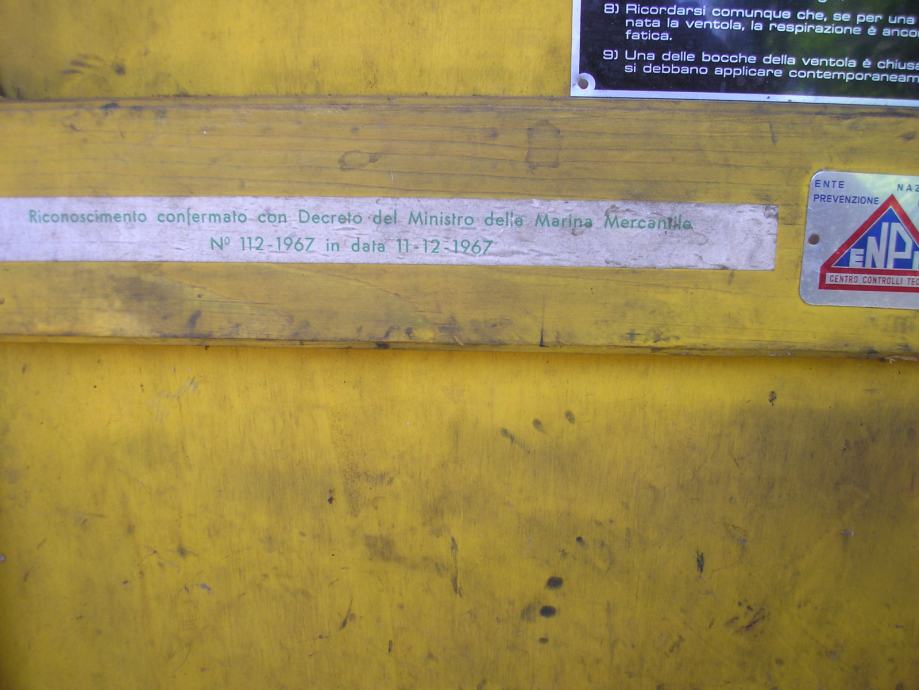 8) Ricordarsi comunque che, se per una
nata la ventola, la respirazione è anco
fatica.
9) Una delle bocche della ventola è chius
si debbano applicare contemporaneam
Riconoscimento confermato con Decreto del Ministro della Marina Mercantile
Nº 112-1967 in data 11-12-1967
ENTE NAZ
PREVENZIONE
ENP
CENTRO CONTROLLI TEC